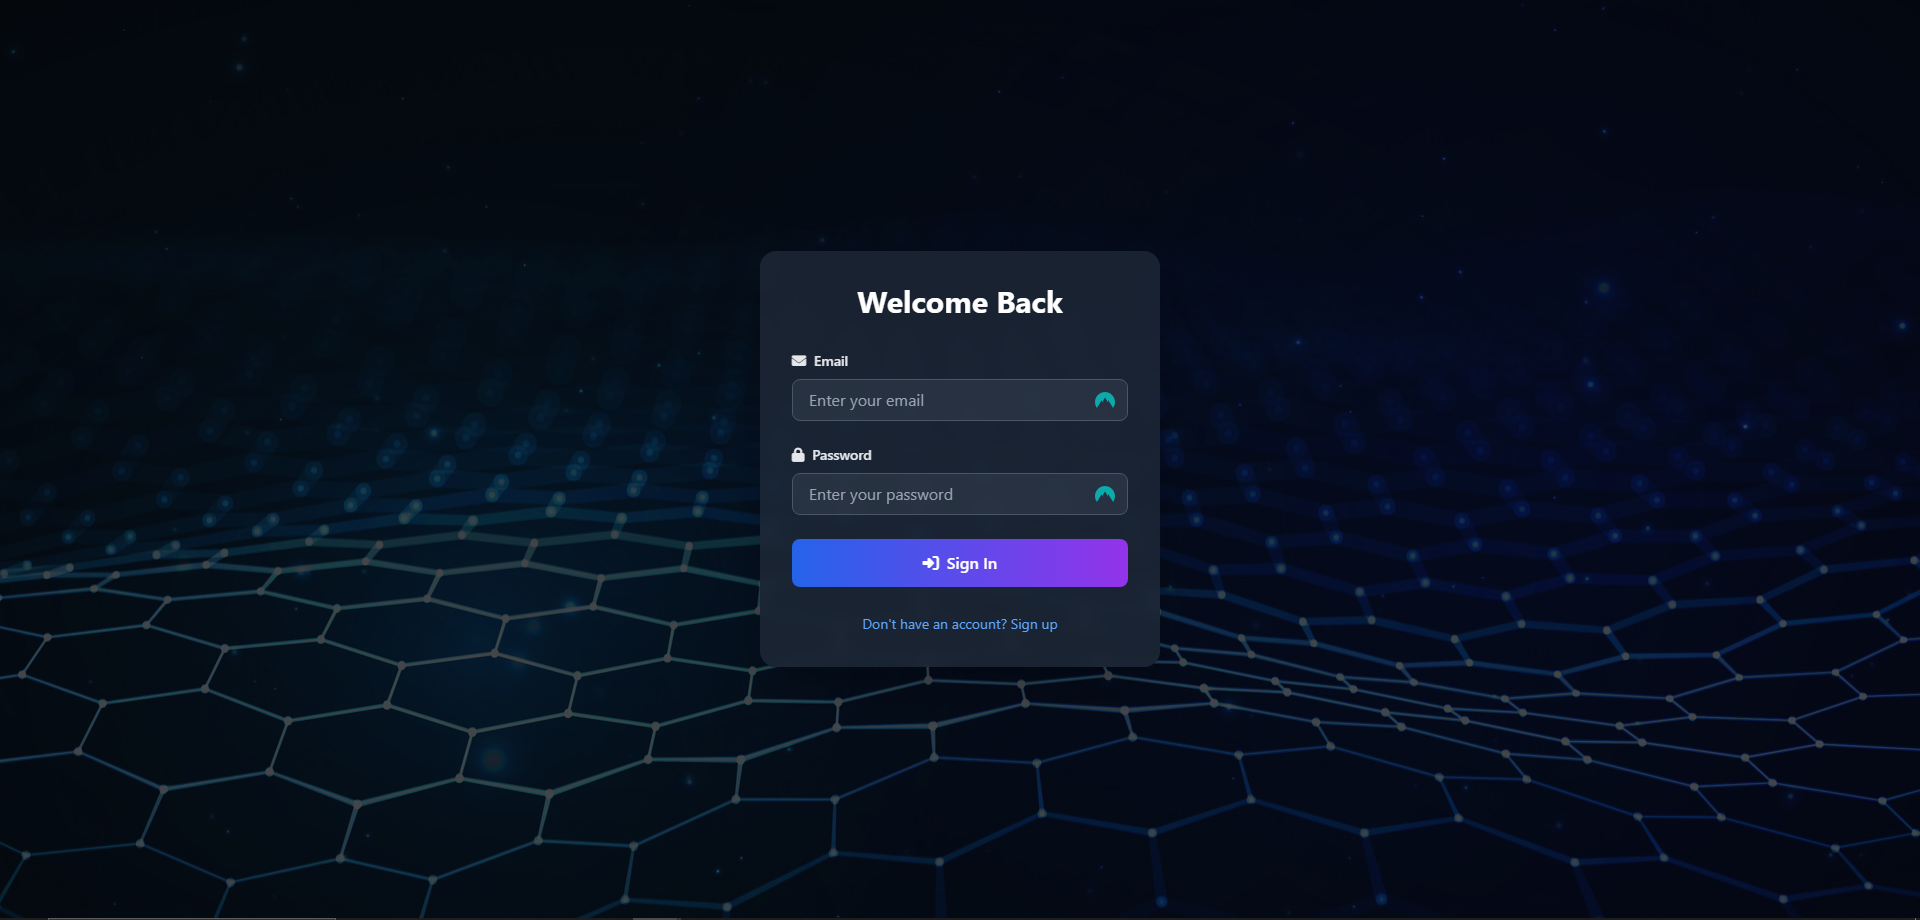 Welcome Back
Email
Enter your email
Password
Enter your password
Sign In
Don't have an account? Sign up